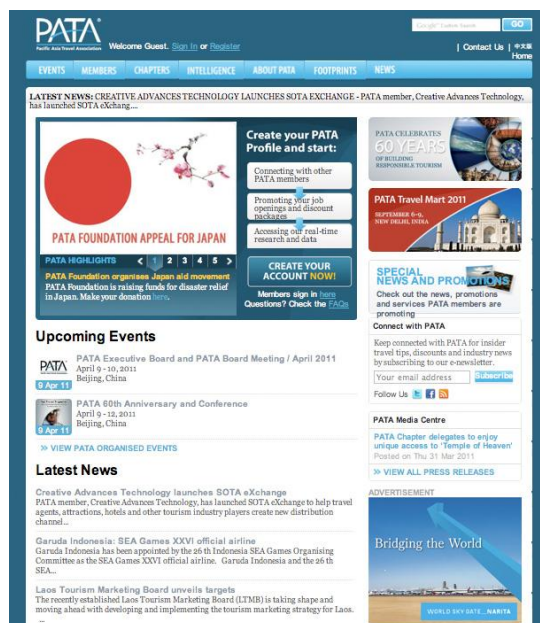 PATA
Pacific Asia Travel Association
Welcome Guest. Sign In or Register
GO
| Contact Us | 中文版
Home
EVENTS MEMBERS CHAPTERS INTELLIGENCE ABOUT PATA FOOTPRINTS NEWS
LATEST NEWS: CREATIVE ADVANCES TECHNOLOGY LAUNCHES SOTA EXCHANGE - PATA member, Creative Advances Technology,
has launched SOTA eXchang....
PATA FOUNDATION APPEAL FOR JAPAN
PATA HIGHLIGHTS < 1 2 3 4 5 >
PATA Foundation organises Japan aid movement
PATA Foundation is raising funds for disaster relief
in Japan. Make your donation here.
Create your PATA
Profile and start:
Connecting with other
PATA members
Promoting your job
openings and discount
packages
Accessing our real-time
research and data
CREATE YOUR
ACCOUNT NOW!
Members sign in here
Questions? Check the FAQs
PATA CELEBRATES
60 YEARS
OF BUILDING
RESPONSIBLE TOURISM
PATA Travel Mart 2011
SEPTEMBER 6-9,
NEW DELHI, INDIA
SPECIAL
NEWS AND PROMOTIONS
Check out the news, promotions
and services PATA members are
promoting
Connect with PATA
Keep connected with PATA for insider
travel tips, discounts and industry news
by subscribing to our e-newsletter.
Your email address Subscribe
Follow Us
PATA Media Centre
PATA Chapter delegates to enjoy
unique access to 'Temple of Heaven'
Posted on Thu 31 Mar 2011
>> VIEW ALL PRESS RELEASES
ADVERTISEMENT
Bridging the World
WORLD SKY GATE_NARITA
Upcoming Events
PATA
9 Apr 11
PATA Executive Board and PATA Board Meeting / April 2011
April 9 - 10, 2011
Beijing, China
9 Apr 11
PATA 60th Anniversary and Conference
April 9 - 12, 2011
Beijing, China
>> VIEW PATA ORGANISED EVENTS
Latest News
Creative Advances Technology launches SOTA eXchange
PATA member, Creative Advances Technology, has launched SOTA eXchange to help travel
agents, attractions, hotels and other tourism industry players create new distribution
channel...
Garuda Indonesia: SEA Games XXVI official airline
Garuda Indonesia has been appointed by the 26 th Indonesia SEA Games Organising
Committee as the SEA Games XXVI official airline. Garuda Indonesia and the 26 th
SEA...
Laos Tourism Marketing Board unveils targets
The recently established Laos Tourism Marketing Board (LTMB) is taking shape and
moving ahead with developing and implementing the tourism marketing strategy for Laos.